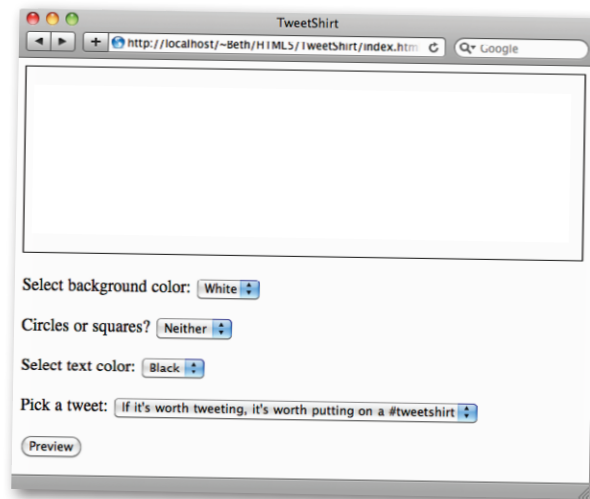 TweetShirt
http://localhost/~Beth/HTML5/TweetShirt/index.htm
Google
Select background color: White
Circles or squares? Neither
Select text color: Black
Pick a tweet: If it's worth tweeting, it's worth putting on a #tweetshirt
Preview